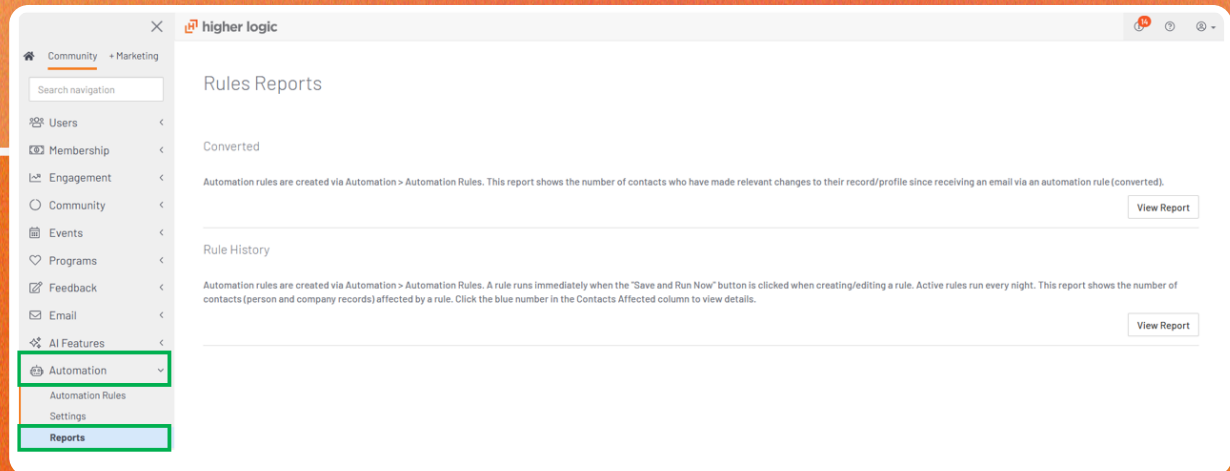 higher logic
14
Community + Marketing
Search navigation
Users
Membership
Engagement
Community
Events
Programs
Feedback
Email
AI Features
Automation
Automation Rules
Settings
Reports
Rules Reports
Converted
Automation rules are created via Automation > Automation Rules. This report shows the number of contacts who have made relevant changes to their record/profile since receiving an email via an automation rule (converted).
View Report
Rule History
Automation rules are created via Automation > Automation Rules. A rule runs immediately when the "Save and Run Now" button is clicked when creating/editing a rule. Active rules run every night. This report shows the number of
contacts (person and company records) affected by a rule. Click the blue number in the Contacts Affected column to view details.
View Report